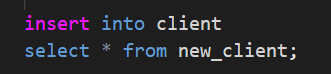 insert into client
select * from new_client;